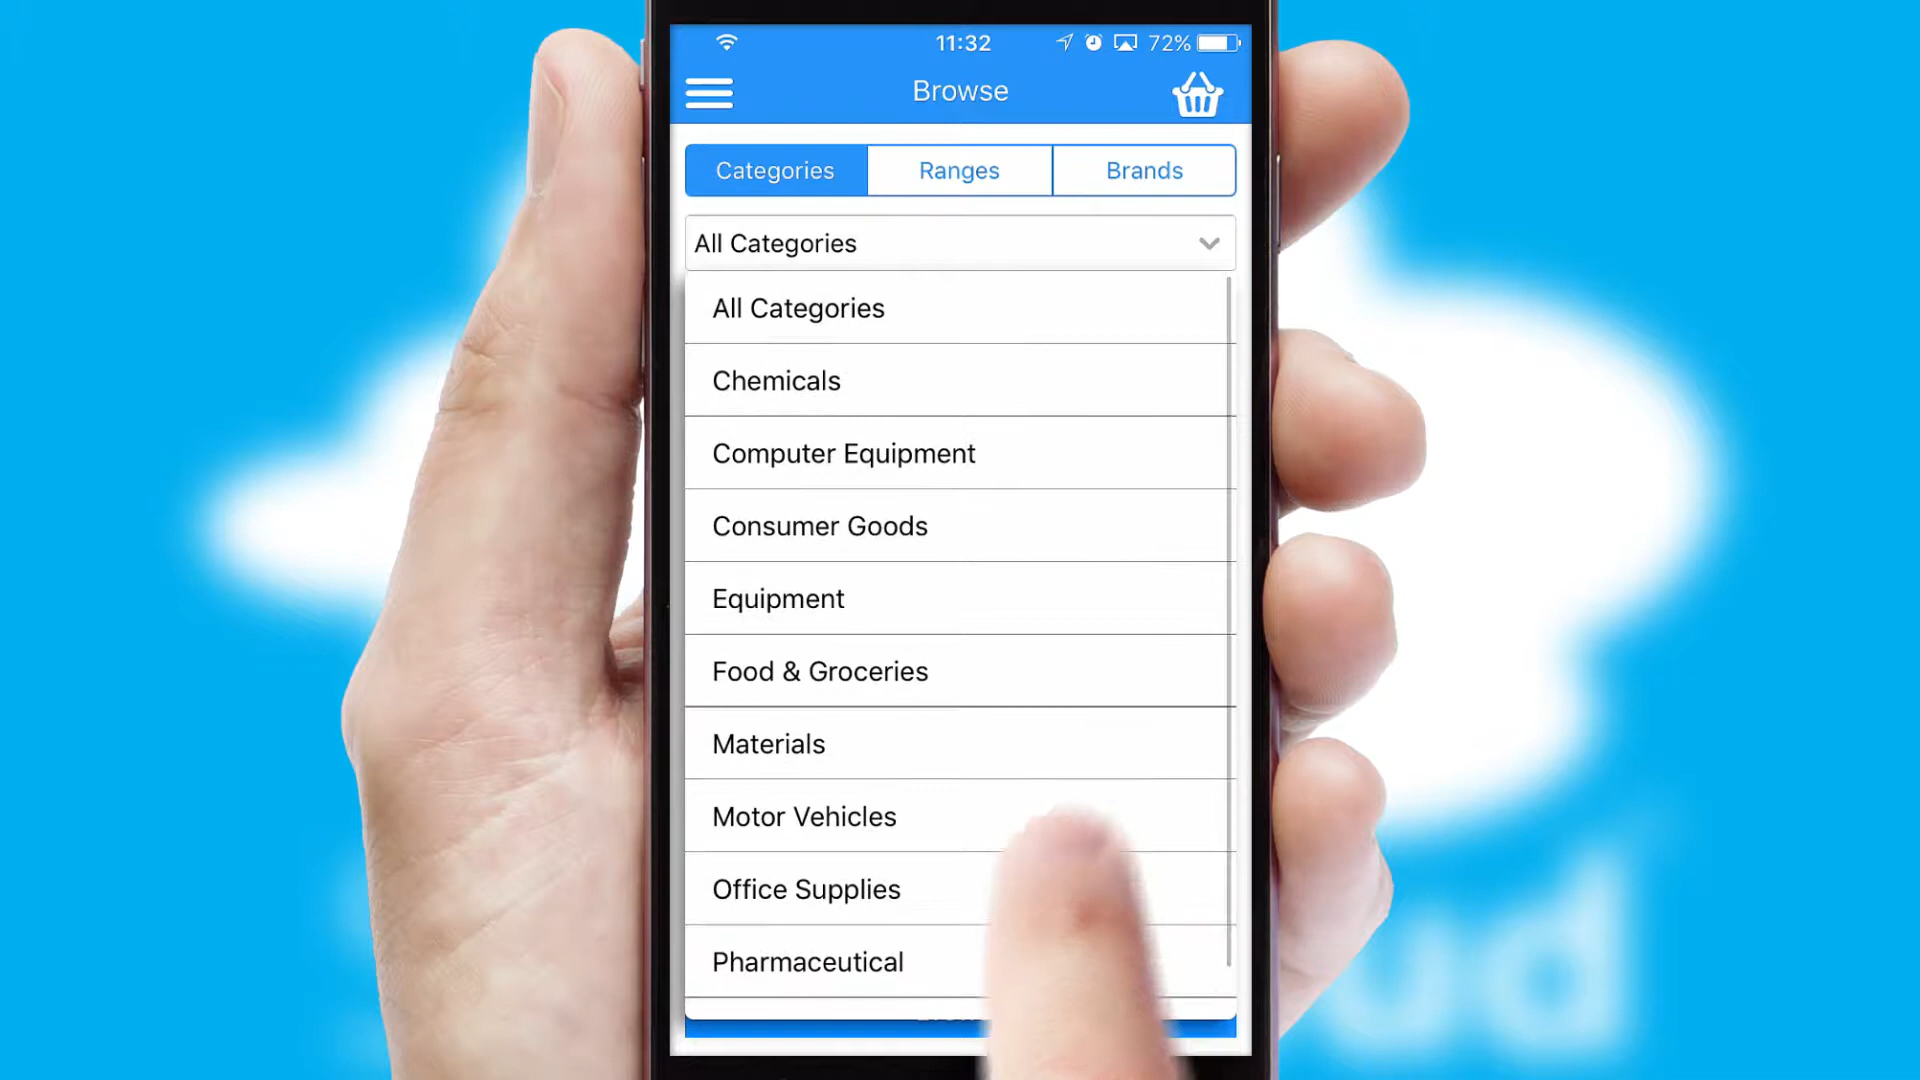 11:32
72%
Browse
Categories Ranges Brands
All Categories
All Categories
Chemicals
Computer Equipment
Consumer Goods
Equipment
Food & Groceries
Materials
Motor Vehicles
Office Supplies
Pharmaceutical
ud